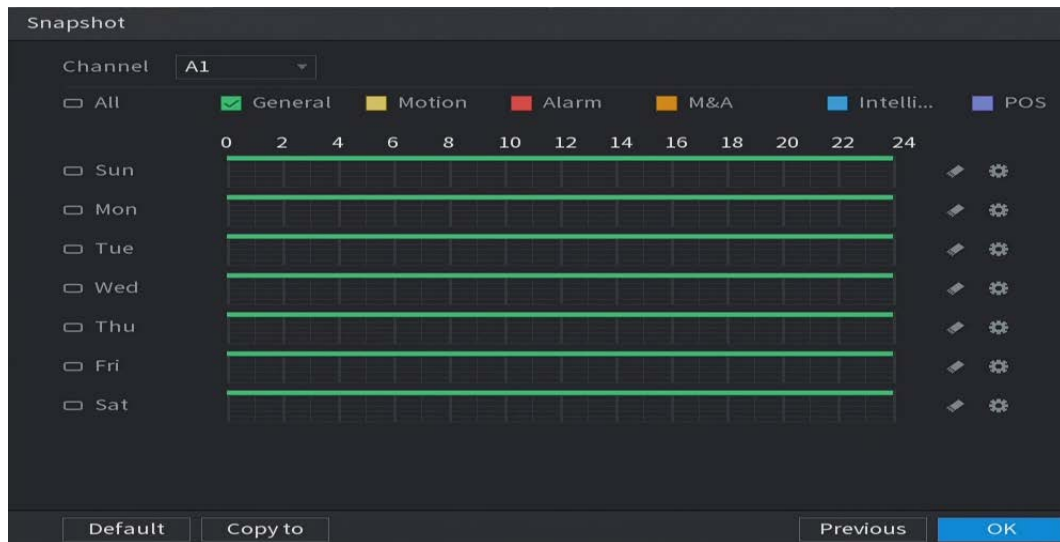 Snapshot
Channel A1
All General Motion Alarm M&A Intelli... POS
0 2 4 6 8 10 12 14 16 18 20 22 24
Sun
Mon
Tue
Wed
Thu
Fri
Sat
Default Copy to Previous OK